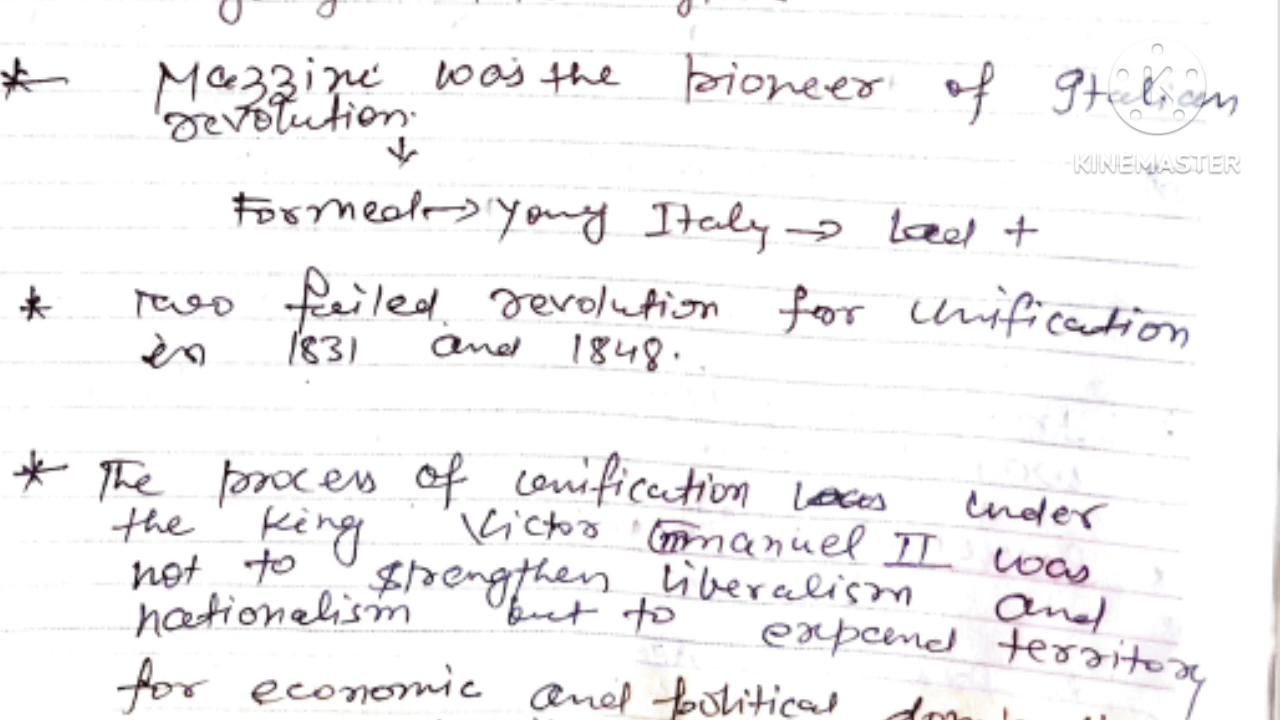 * Mazzini was the pioneer of Italian
revolution.
↓
Formed → Young Italy → Lead +
* Two failed revolution for Unification
in 1831 and 1848.
* The process of unification was under
the King Victor Emmanuel II was
not to strengthen liberalism and
nationalism but to expand territory
for economic and political
KINEMASTER